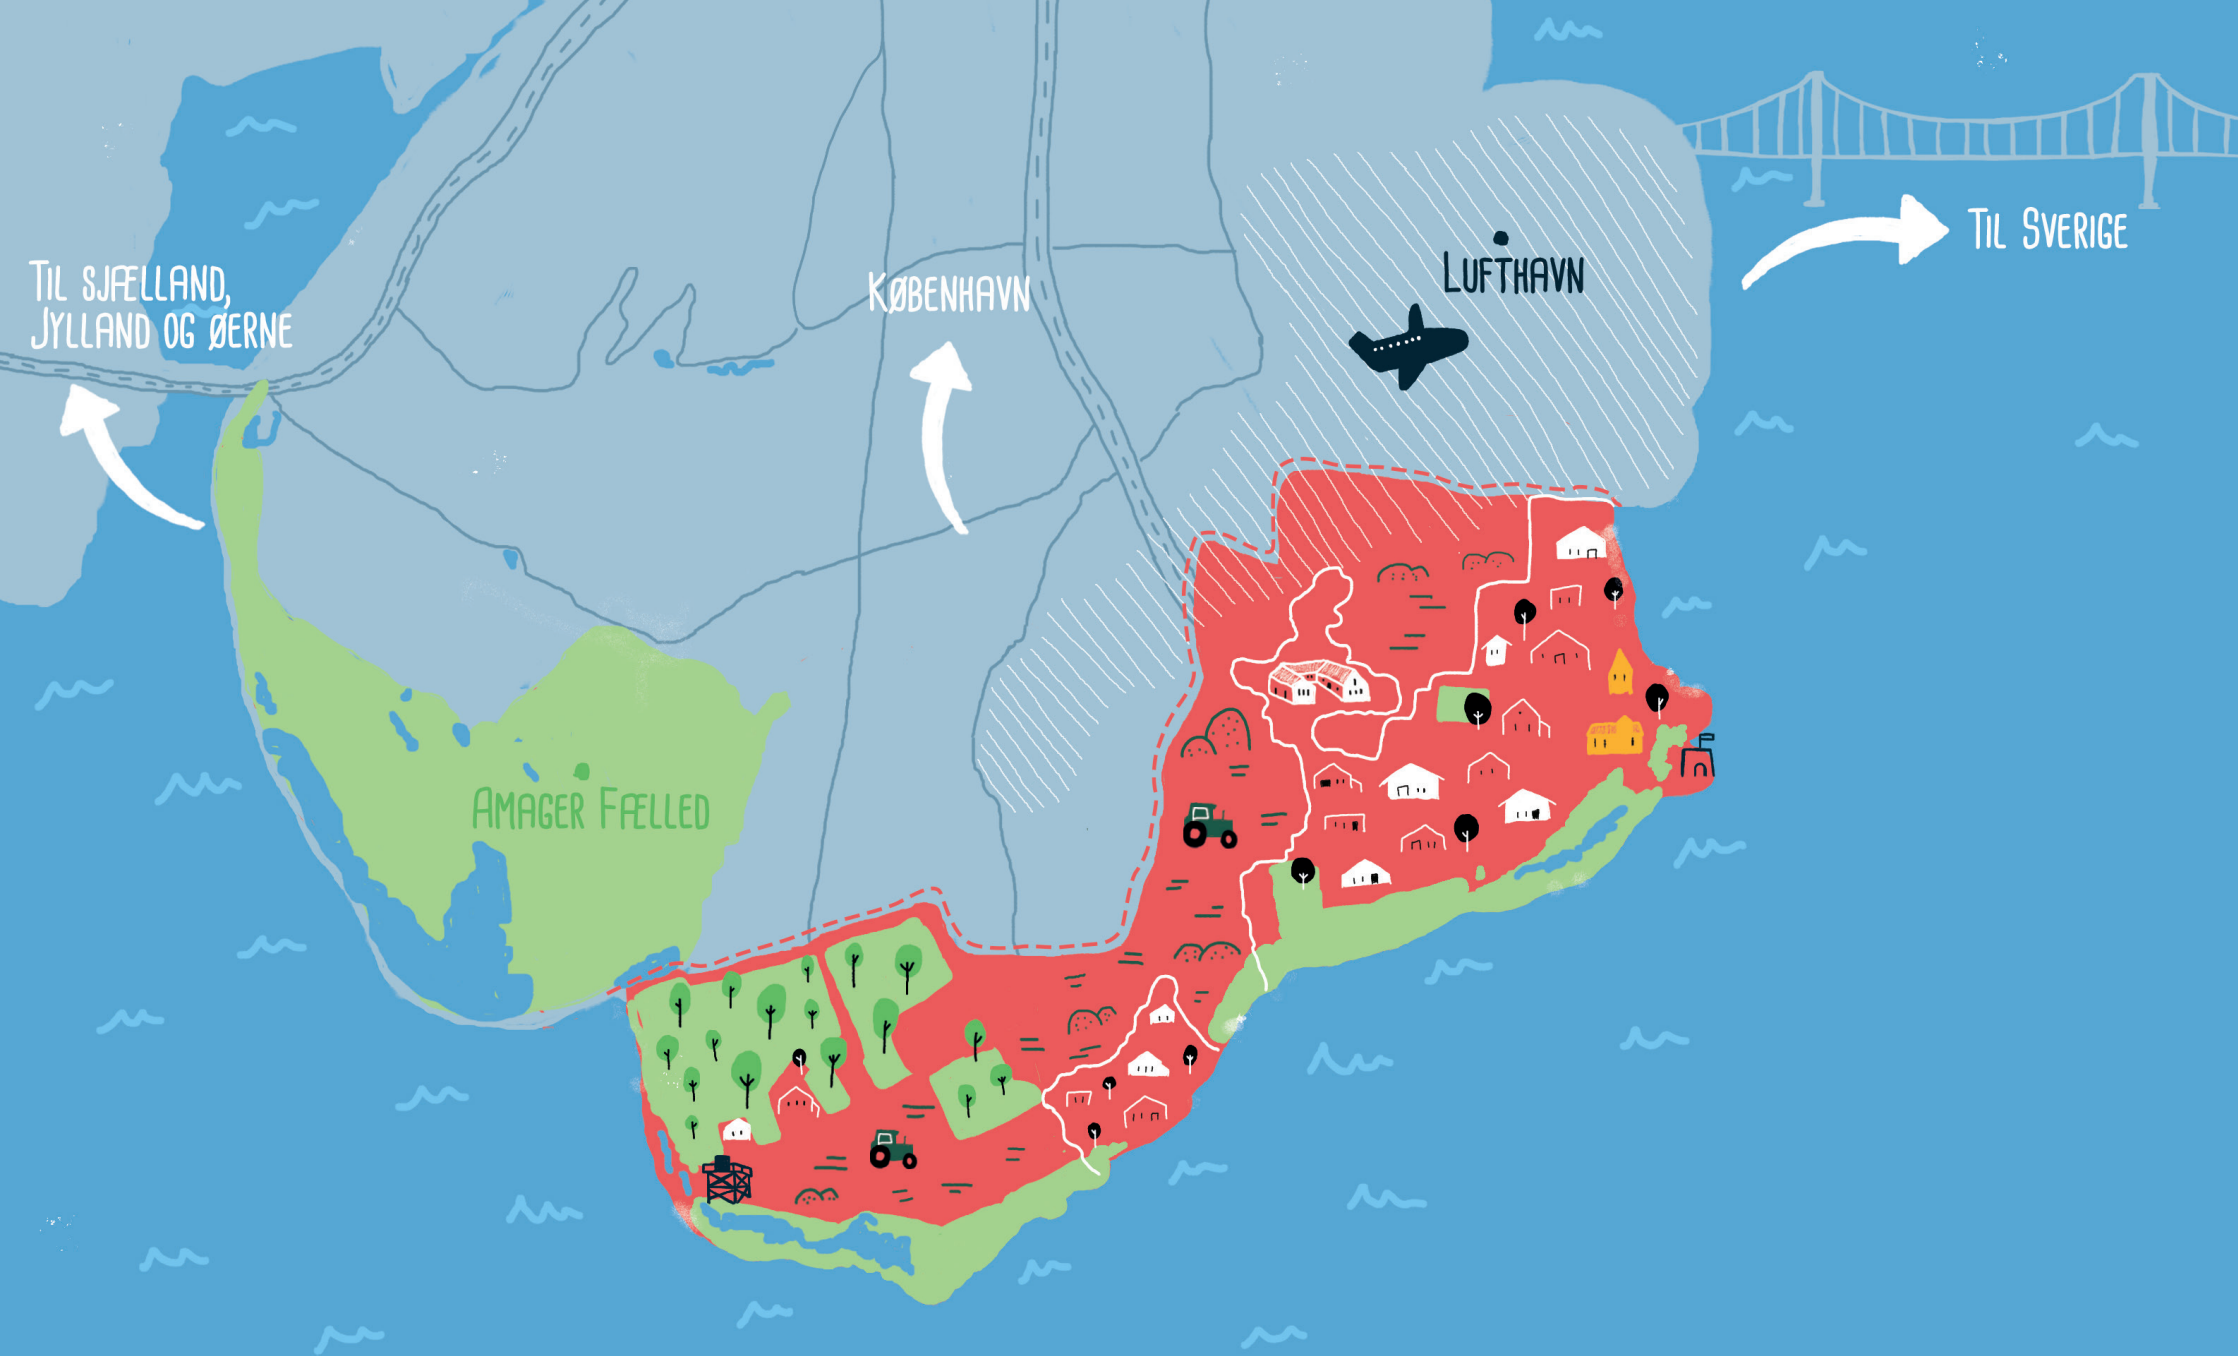 Til Sverige
Lufthavn
Til Sjælland,
Jylland og øerne
København
Amager Fælled